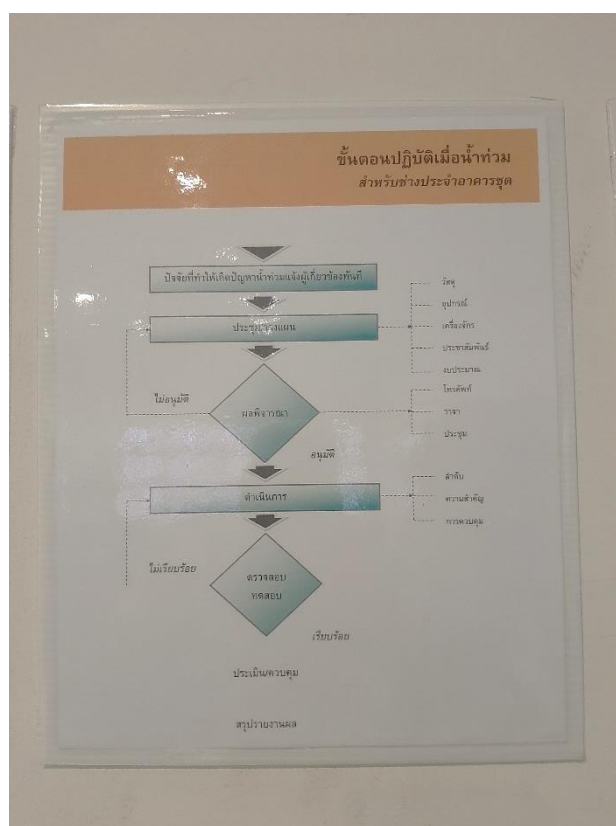 ขั้นตอนปฏิบัติเมื่อน้ำท่วม
สำหรับช่างประจำอาคารชุด
ปัจจัยที่ทำให้เกิดปัญหาน้ำท่วมแจ้งผู้เกี่ยวข้องทันที
ประชุมวางแผน
วัสดุ
อุปกรณ์
เครื่องจักร
ประชาสัมพันธ์
งบประมาณ
ไม่อนุมัติ
ผลพิจารณา
อนุมัติ
โทรศัพท์
วาจา
ประชุม
ดำเนินการ
ลำดับ
ความสำคัญ
การควบคุม
ไม่เรียบร้อย
ตรวจสอบ
ทดสอบ
เรียบร้อย
ประเมิน/ควบคุม
สรุปรายงานผล